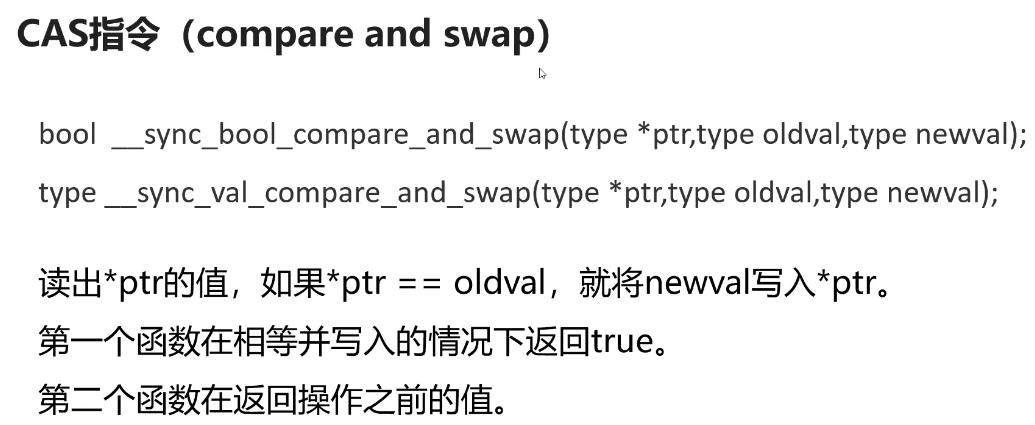 CAS指令（compare and swap）
bool __sync_bool_compare_and_swap(type *ptr,type oldval,type newval);
type __sync_val_compare_and_swap(type *ptr,type oldval,type newval);
读出*ptr的值，如果*ptr == oldval，就将newval写入*ptr。
第一个函数在相等并写入的情况下返回true。
第二个函数在返回操作之前的值。